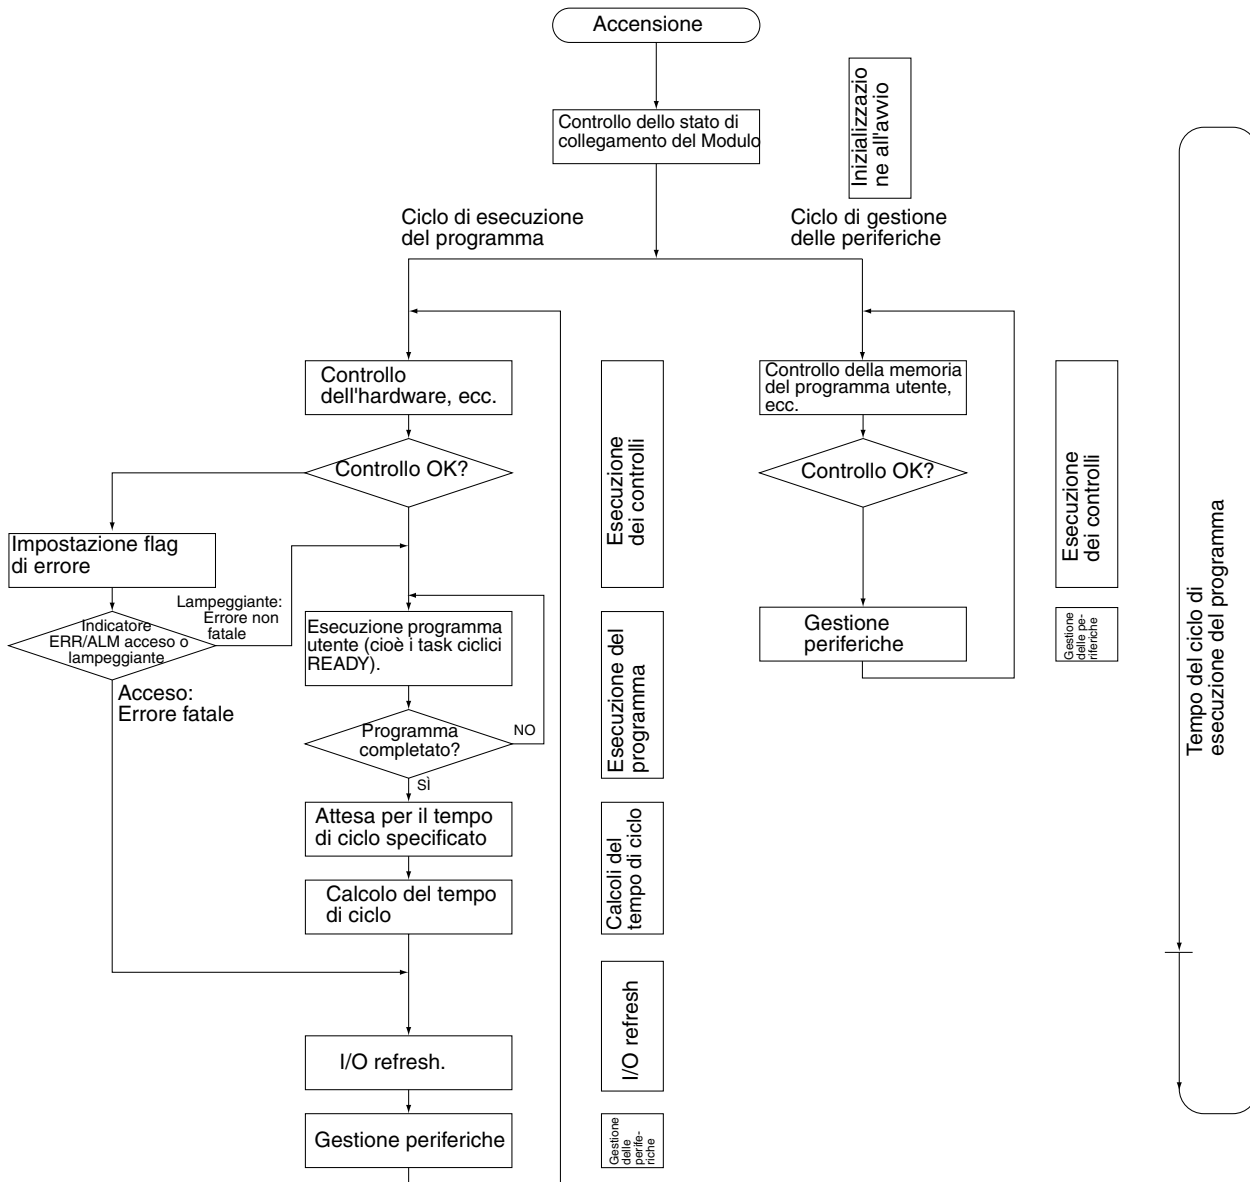 Accensione
Controllo dello stato di
collegamento del Modulo
Inizializzazio
ne all'avvio
Ciclo di esecuzione
del programma
Ciclo di gestione
delle periferiche
Controllo
dell'hardware, ecc.
Esecuzione
dei controlli
Controllo della memoria
del programma utente,
ecc.
Esecuzione
dei controlli
Controllo OK?
Controllo OK?
Impostazione flag
di errore
Lampeggiante:
Errore non
fatale
Indicatore
ERR/ALM acceso o
lampeggiante
Acceso:
Errore fatale
Esecuzione programma
utente (cioè i task ciclici
READY).
Esecuzione del
programma
Gestione
periferiche
Gestione
delle pe-
riferiche
Programma
completato?
NO
SÌ
Attesa per il tempo
di ciclo specificato
Calcolo del tempo
di ciclo
Calcoli del
tempo di ciclo
I/O refresh.
I/O refresh
Gestione periferiche
Gestione
delle
perife-
riche
Tempo del ciclo di
esecuzione del programma